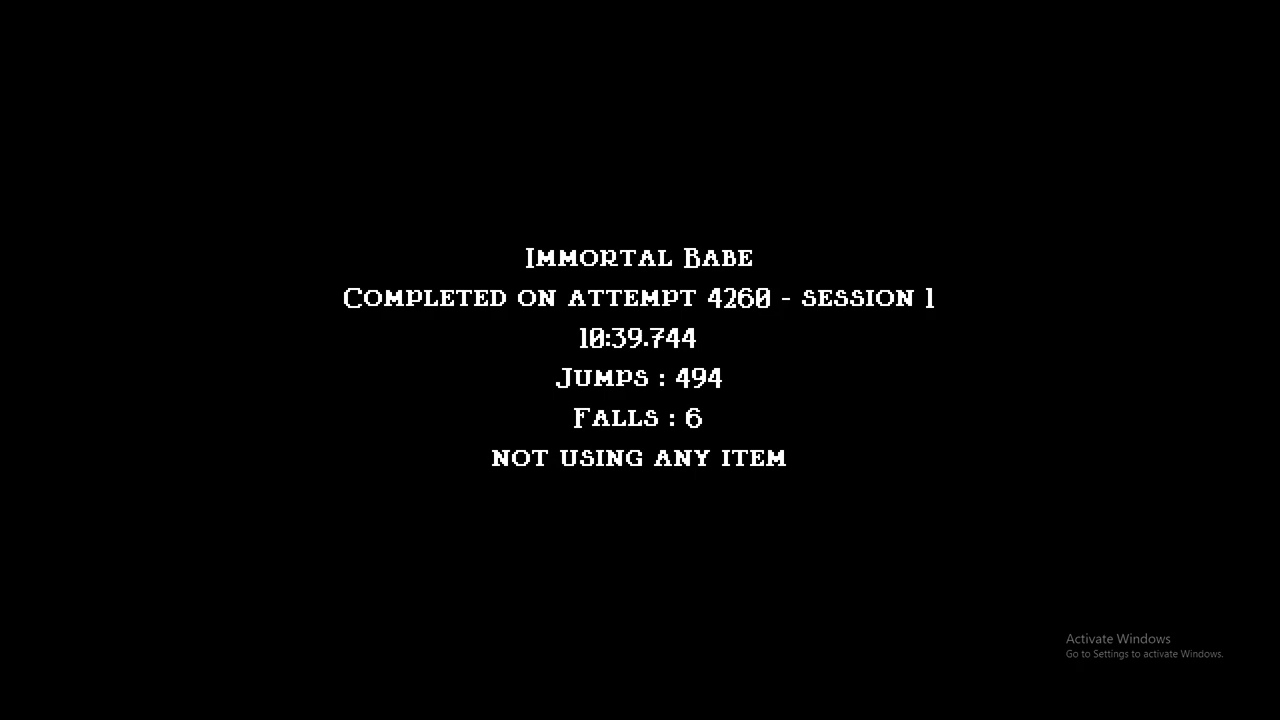 Immortal Babe
Completed on attempt 4260 - session 1
10:39.744
Jumps : 494
Falls : 6
not using any item
Activate Windows
Go to Settings to activate Windows.